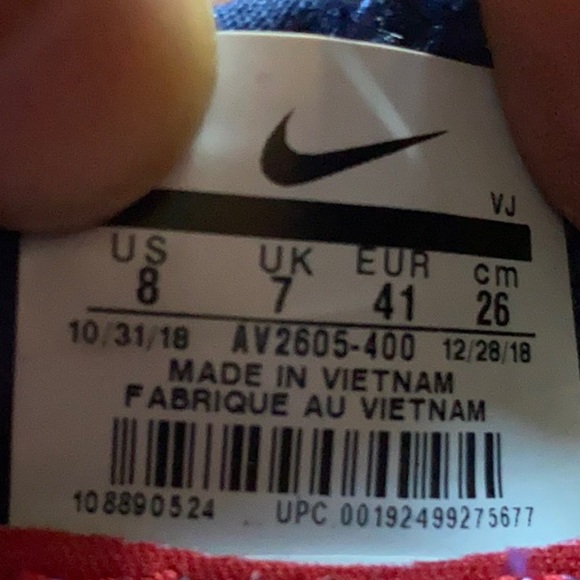 VJ
US UK EUR cm
8 7 41 26
10/31/18 AV2605-400 12/28/18
MADE IN VIETNAM
FABRIQUE AU VIETNAM
108890524 UPC 00192499275677